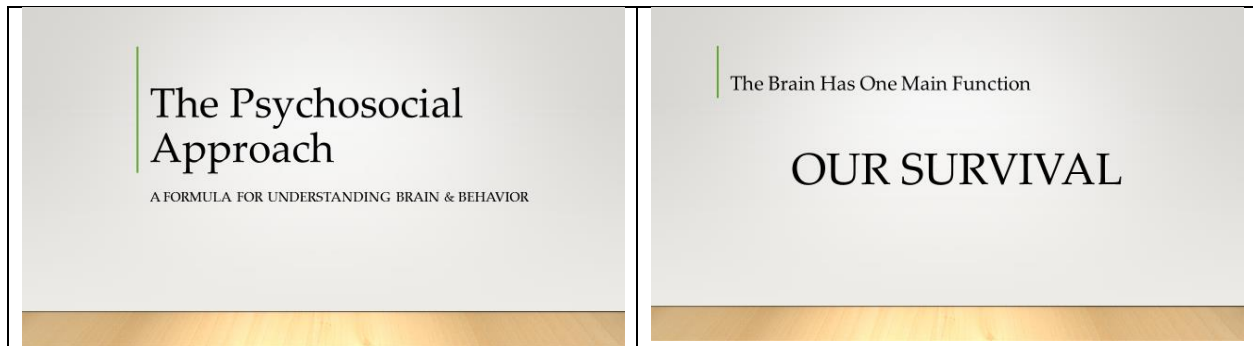 The Psychosocial
Approach
A FORMULA FOR UNDERSTANDING BRAIN & BEHAVIOR
The Brain Has One Main Function
OUR SURVIVAL